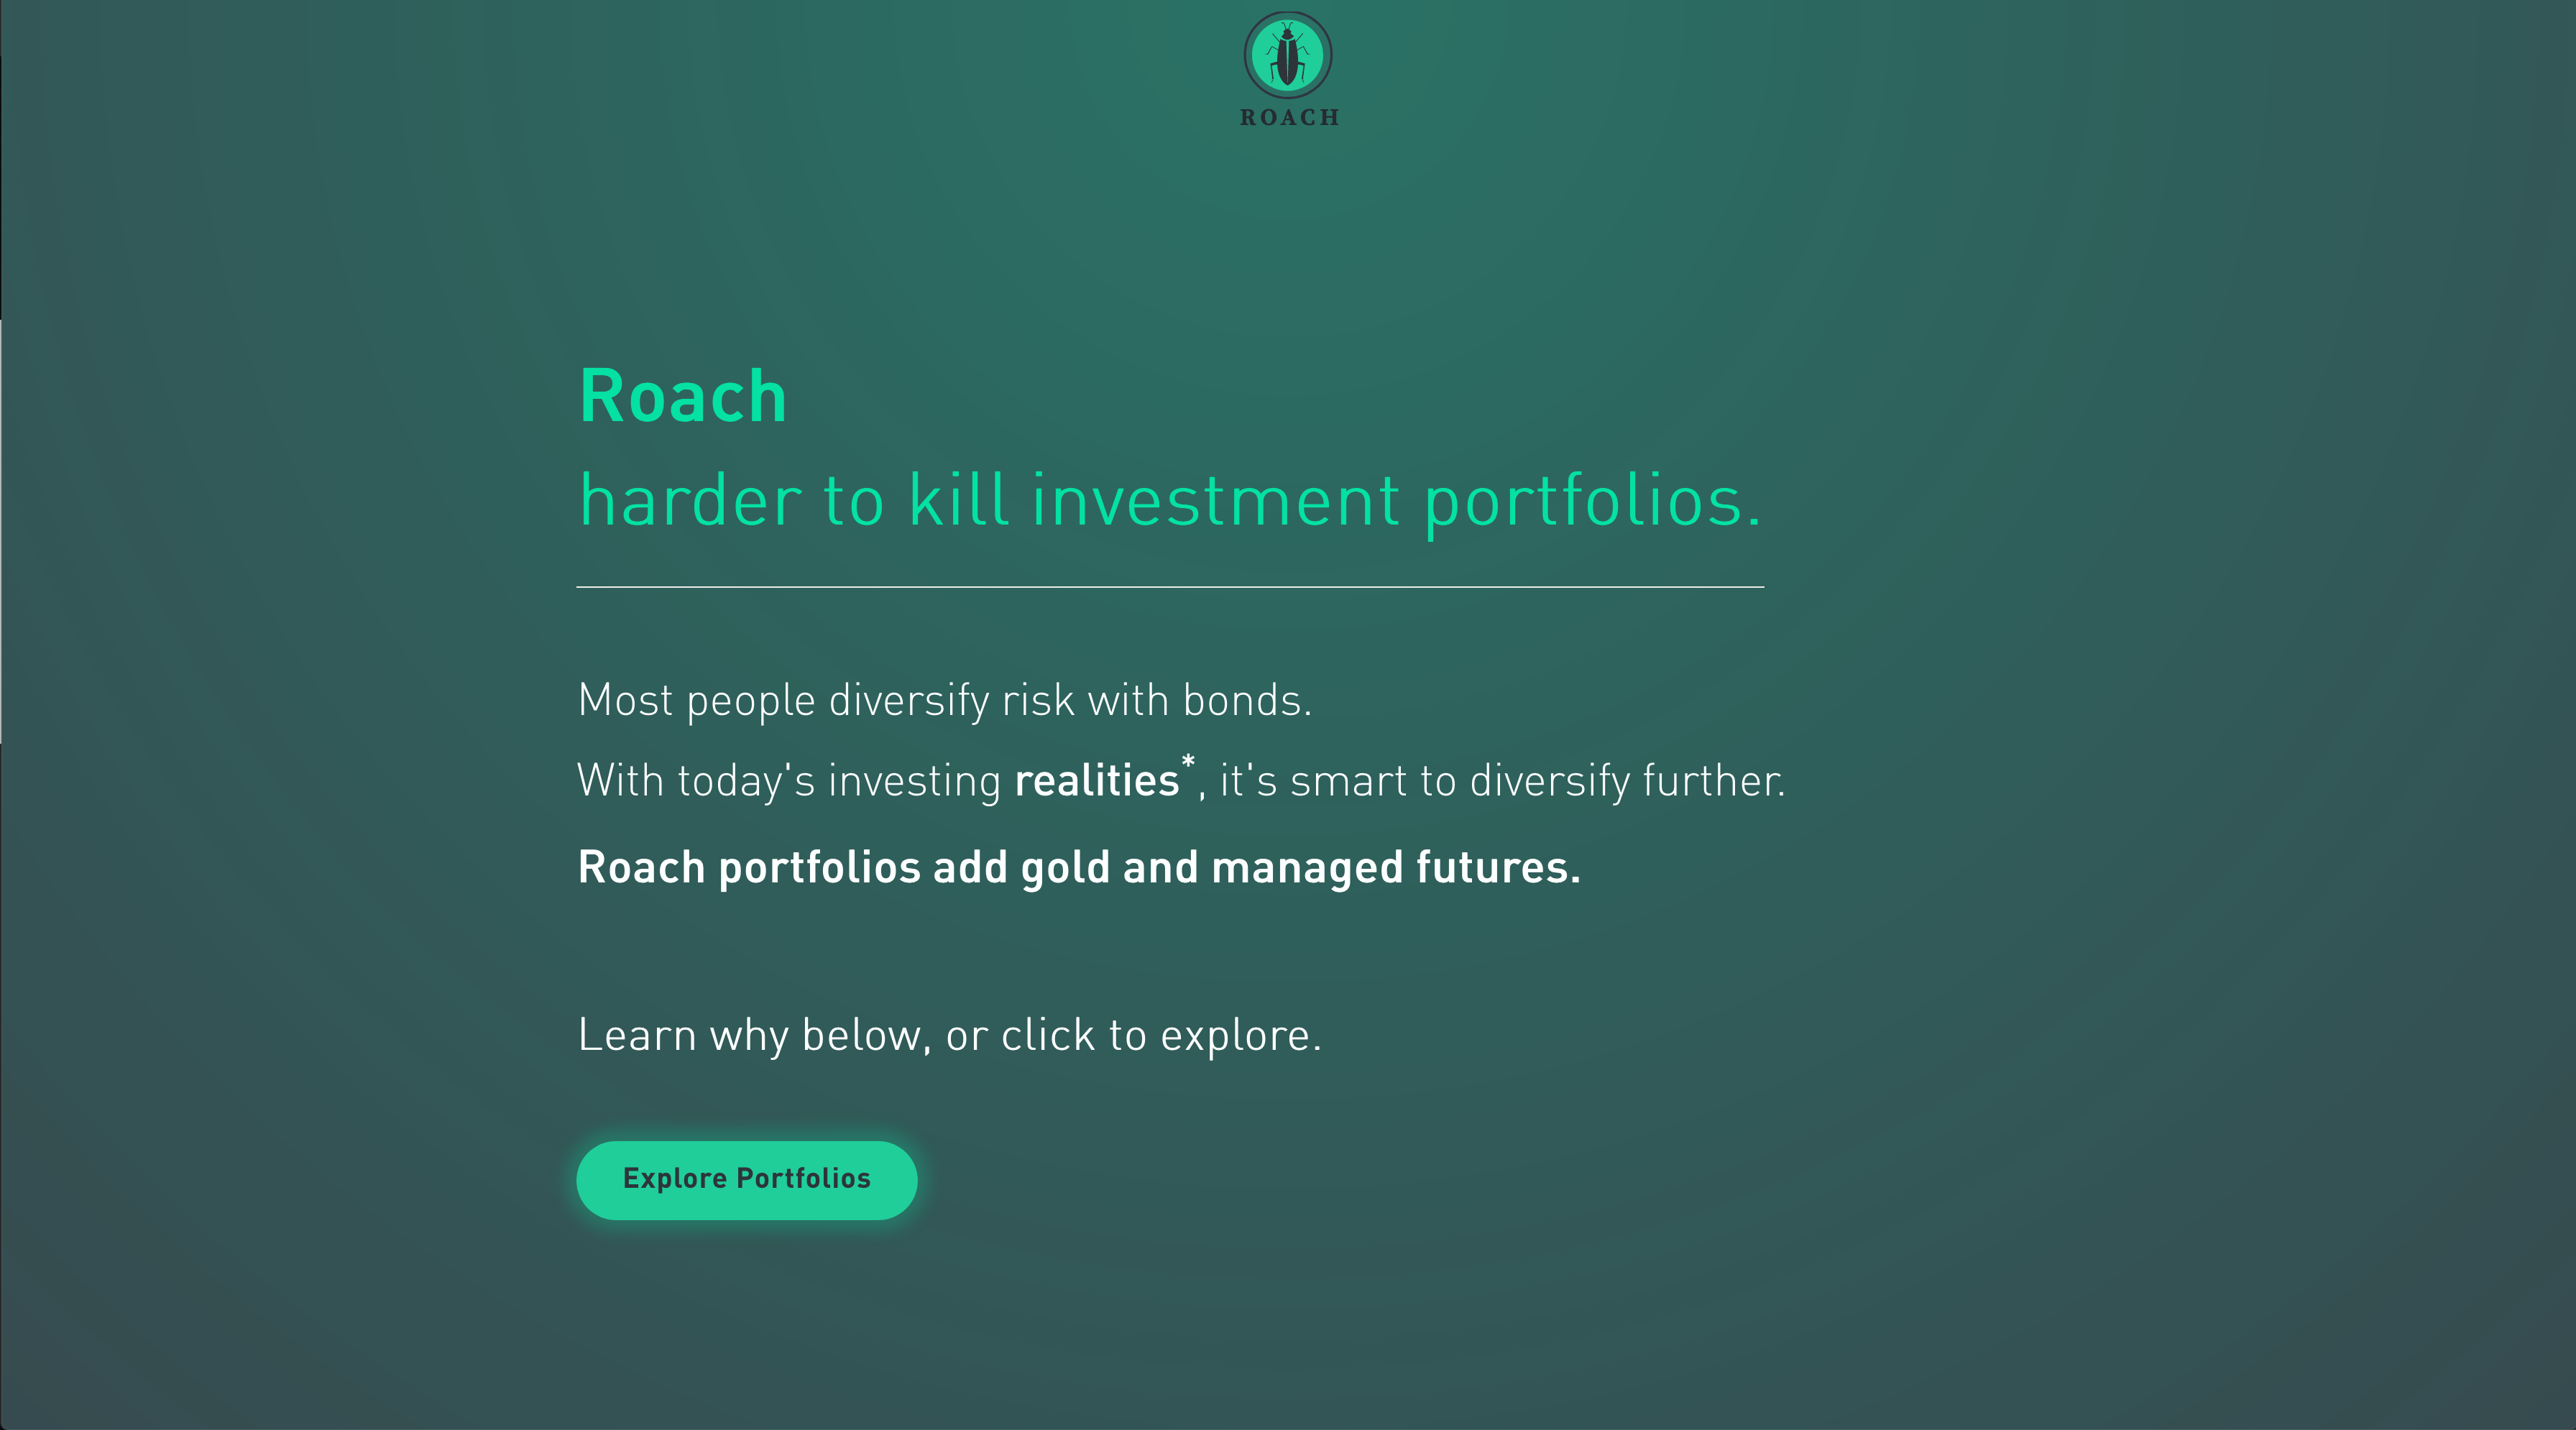 ROACH
Roach
harder to kill investment portfolios.
Most people diversify risk with bonds.
With today's investing realities*, it's smart to diversify further.
Roach portfolios add gold and managed futures.
Learn why below, or click to explore.
Explore Portfolios